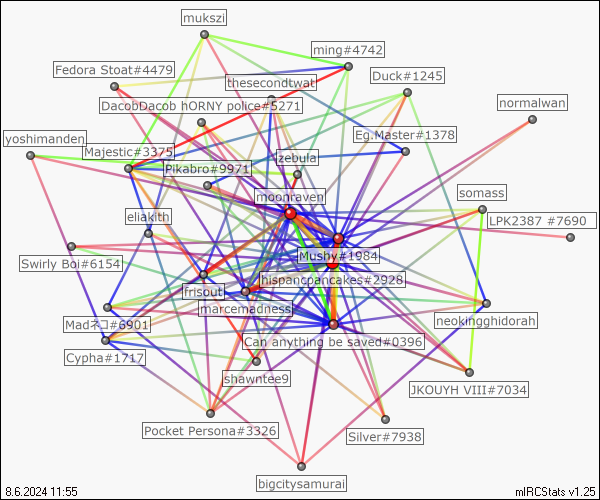 mukszi
ming#4742
Fedora Stoat#4479
Duck#1245
thesecondtwat
DacobDacob hORNY police#5271
normalwan
Eg.Master#1378
yoshimanden
Majestic#3375
zebula
Pikabro#9971
moonraven
somass
eliakith
LPK2387 #7690
Mushy#1984
Swirly Boi#6154
hispancpancakes#2928
frisout
marcemadness
Madネコ#6901
neokingghidorah
Can anything be saved#0396
Cypha#1717
shawntee9
JKOUYH VIII#7034
Pocket Persona#3326
Silver#7938
bigcitysamurai
8.6.2024 11:55
mIRCStats v1.25